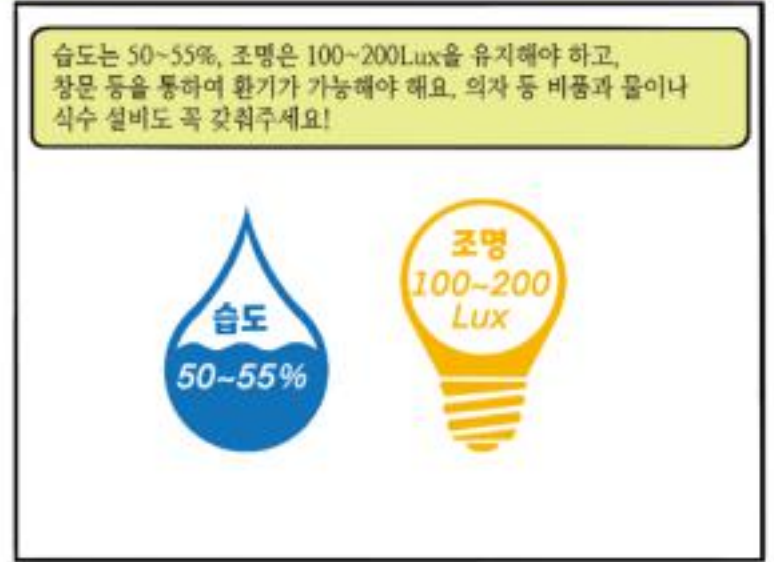 습도는 50~55%, 조명은 100~200Lux을 유지해야 하고,
창문 등을 통하여 환기가 가능해야 해요. 의자 등 비품과 물이나
식수 설비도 꼭 갖춰주세요!
습도
50~55%
조명
100~200
Lux